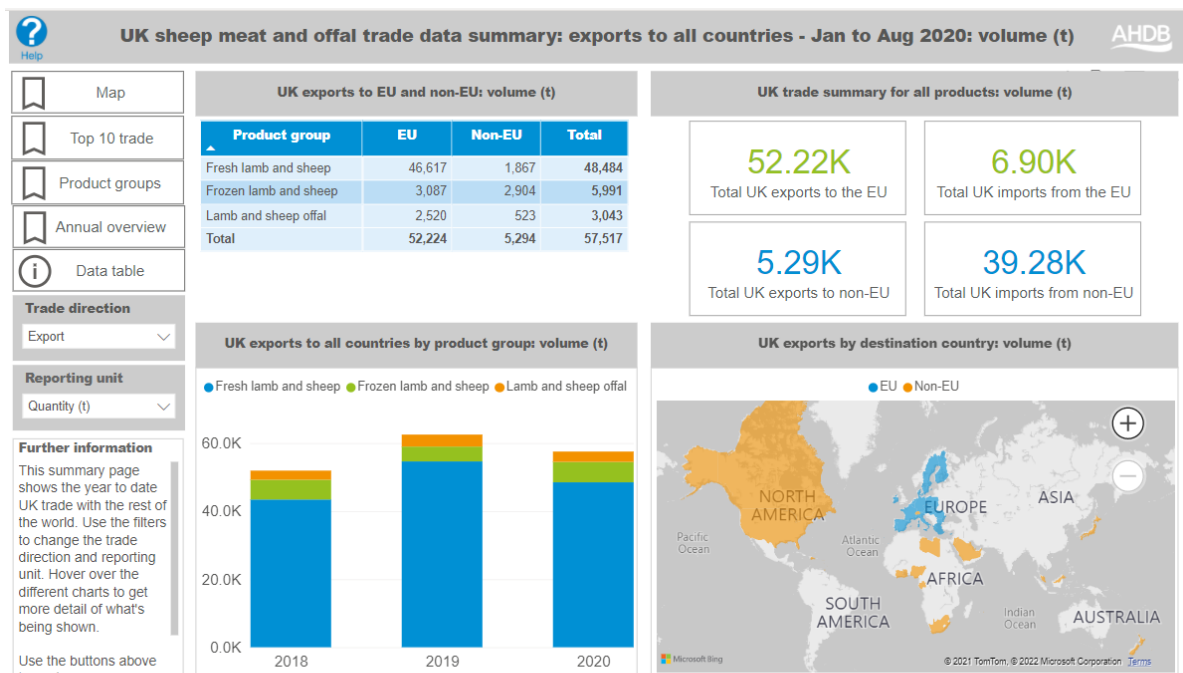 Help
UK sheep meat and offal trade data summary: exports to all countries - Jan to Aug 2020: volume (t)
AHDB
Map
Top 10 trade
Product groups
Annual overview
Data table
Trade direction
Export
Reporting unit
Quantity (t)
Further information
This summary page
shows the year to date
UK trade with the rest of
the world. Use the filters
to change the trade
direction and reporting
unit. Hover over the
different charts to get
more detail of what's
being shown.
Use the buttons above
UK exports to EU and non-EU: volume (t)
Product group EU Non-EU Total
Fresh lamb and sheep 46,617 1,867 48,484
Frozen lamb and sheep 3,087 2,904 5,991
Lamb and sheep offal 2,520 523 3,043
Total 52,224 5,294 57,517
UK trade summary for all products: volume (t)
52.22K
Total UK exports to the EU
6.90K
Total UK imports from the EU
5.29K
Total UK exports to non-EU
39.28K
Total UK imports from non-EU
UK exports to all countries by product group: volume (t)
Fresh lamb and sheep Frozen lamb and sheep Lamb and sheep offal
60.0K
40.0K
20.0K
0.0K
2018 2019 2020
UK exports by destination country: volume (t)
EU Non-EU
NORTH
AMERICA
EUROPE
ASIA
Pacific
Ocean
Atlantic
Ocean
AFRICA
SOUTH
AMERICA
Indian
Ocean
AUSTRALIA
Microsoft Bing
© 2021 TomTom, © 2022 Microsoft Corporation Terms